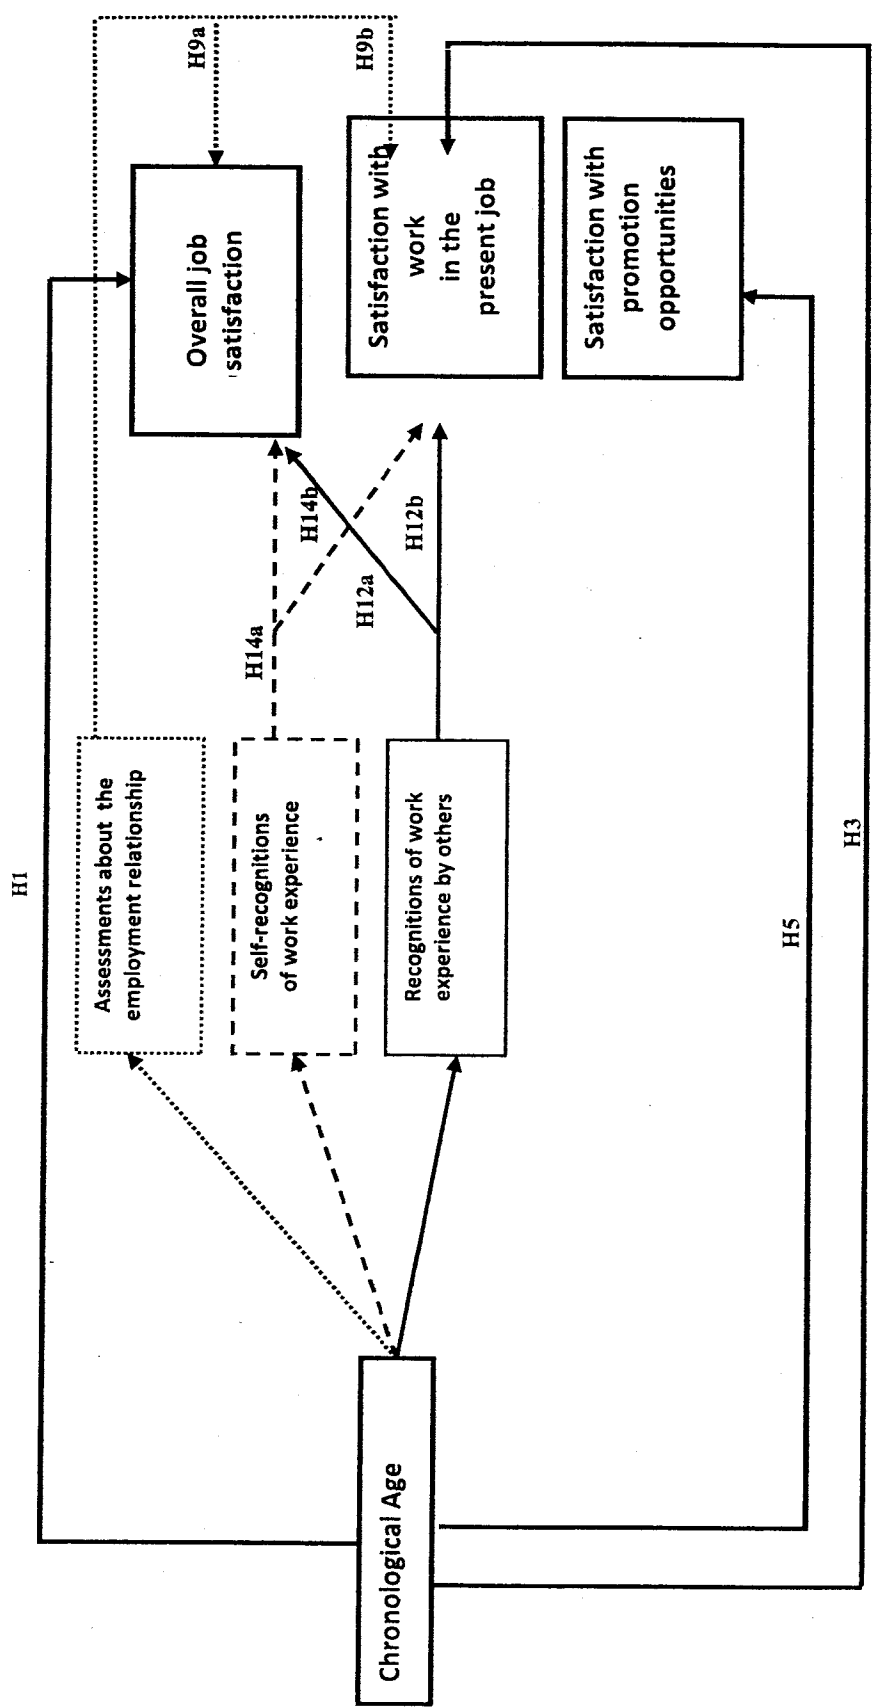 H1
Assessments about the
employment relationship
H9a
Overall job
satisfaction
H9b
H14a
Self-recognitions
of work experience
H14b
H12a
Satisfaction with
work
in the
present job
H12b
Recognitions of work
experience by others
Chronological Age
Satisfaction with
promotion
opportunities
H5
H3